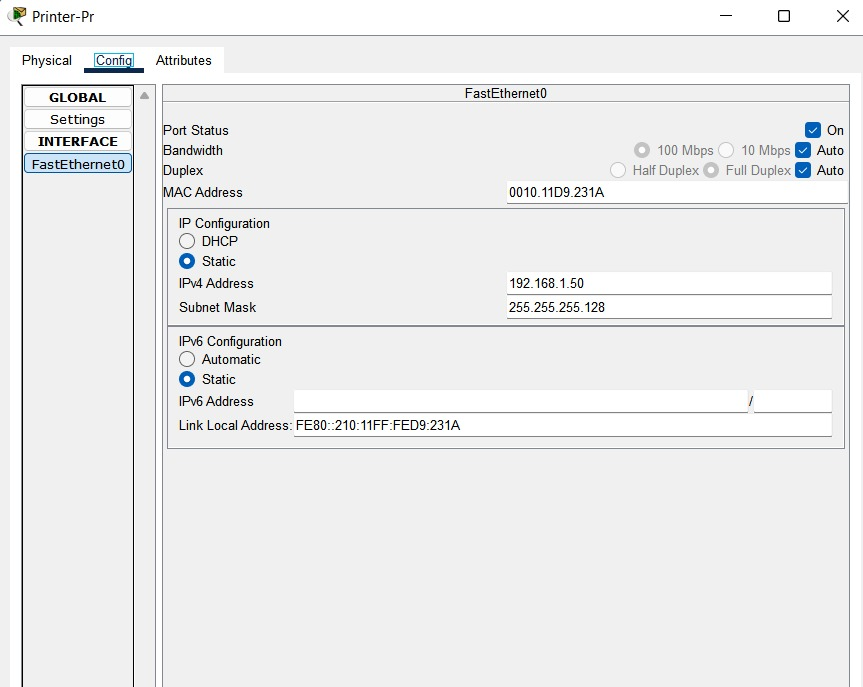 Printer-Pr
Physical Config Attributes
GLOBAL
Settings
INTERFACE
FastEthernet0
FastEthernet0
Port Status On
Bandwidth 100 Mbps 10 Mbps Auto
Duplex Half Duplex Full Duplex Auto
MAC Address 0010.11D9.231A
IP Configuration
DHCP
Static
IPv4 Address 192.168.1.50
Subnet Mask 255.255.255.128
IPv6 Configuration
Automatic
Static
IPv6 Address /
Link Local Address: FE80::210:11FF:FED9:231A